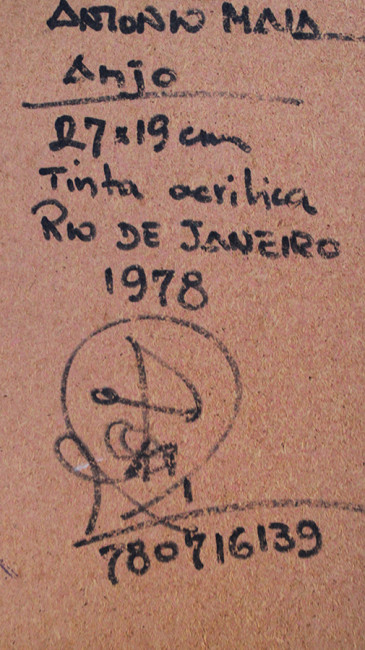 ANTONIO MAIA
Anjo
27x19 cm
Tinta acrilica
RIO DE JANEIRO
1978
780716139